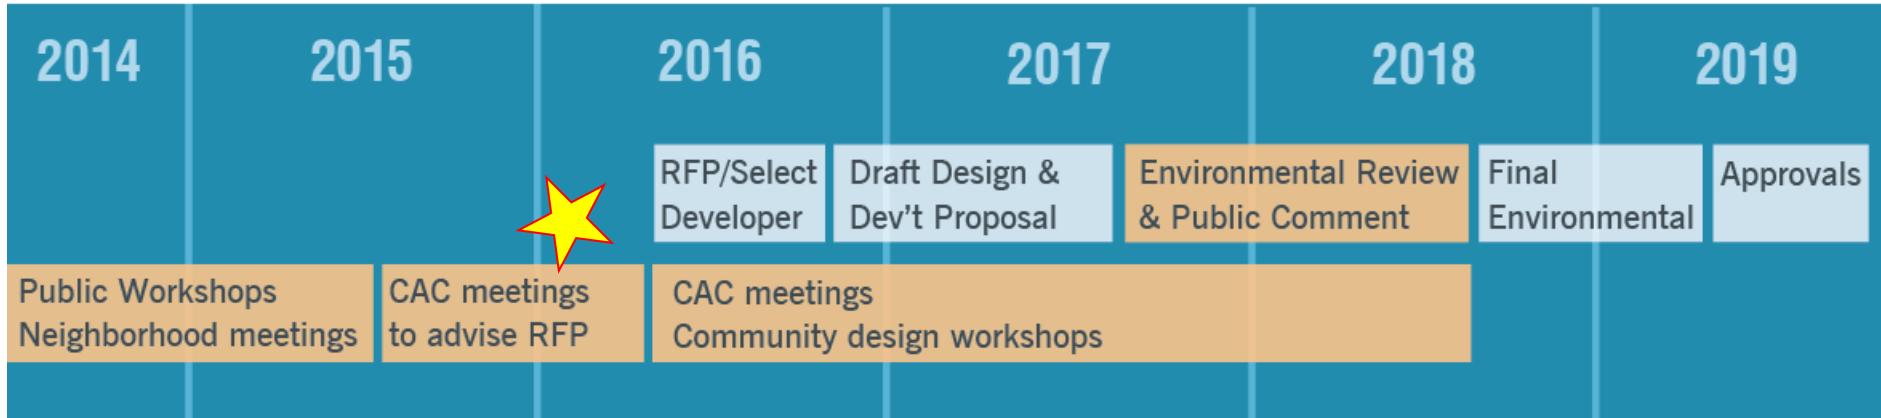 2014 2015 2016 2017 2018 2019
RFP/Select
Developer
Draft Design &
Dev't Proposal
Environmental Review
& Public Comment
Final
Environmental
Approvals
Public Workshops
Neighborhood meetings
CAC meetings
to advise RFP
CAC meetings
Community design workshops